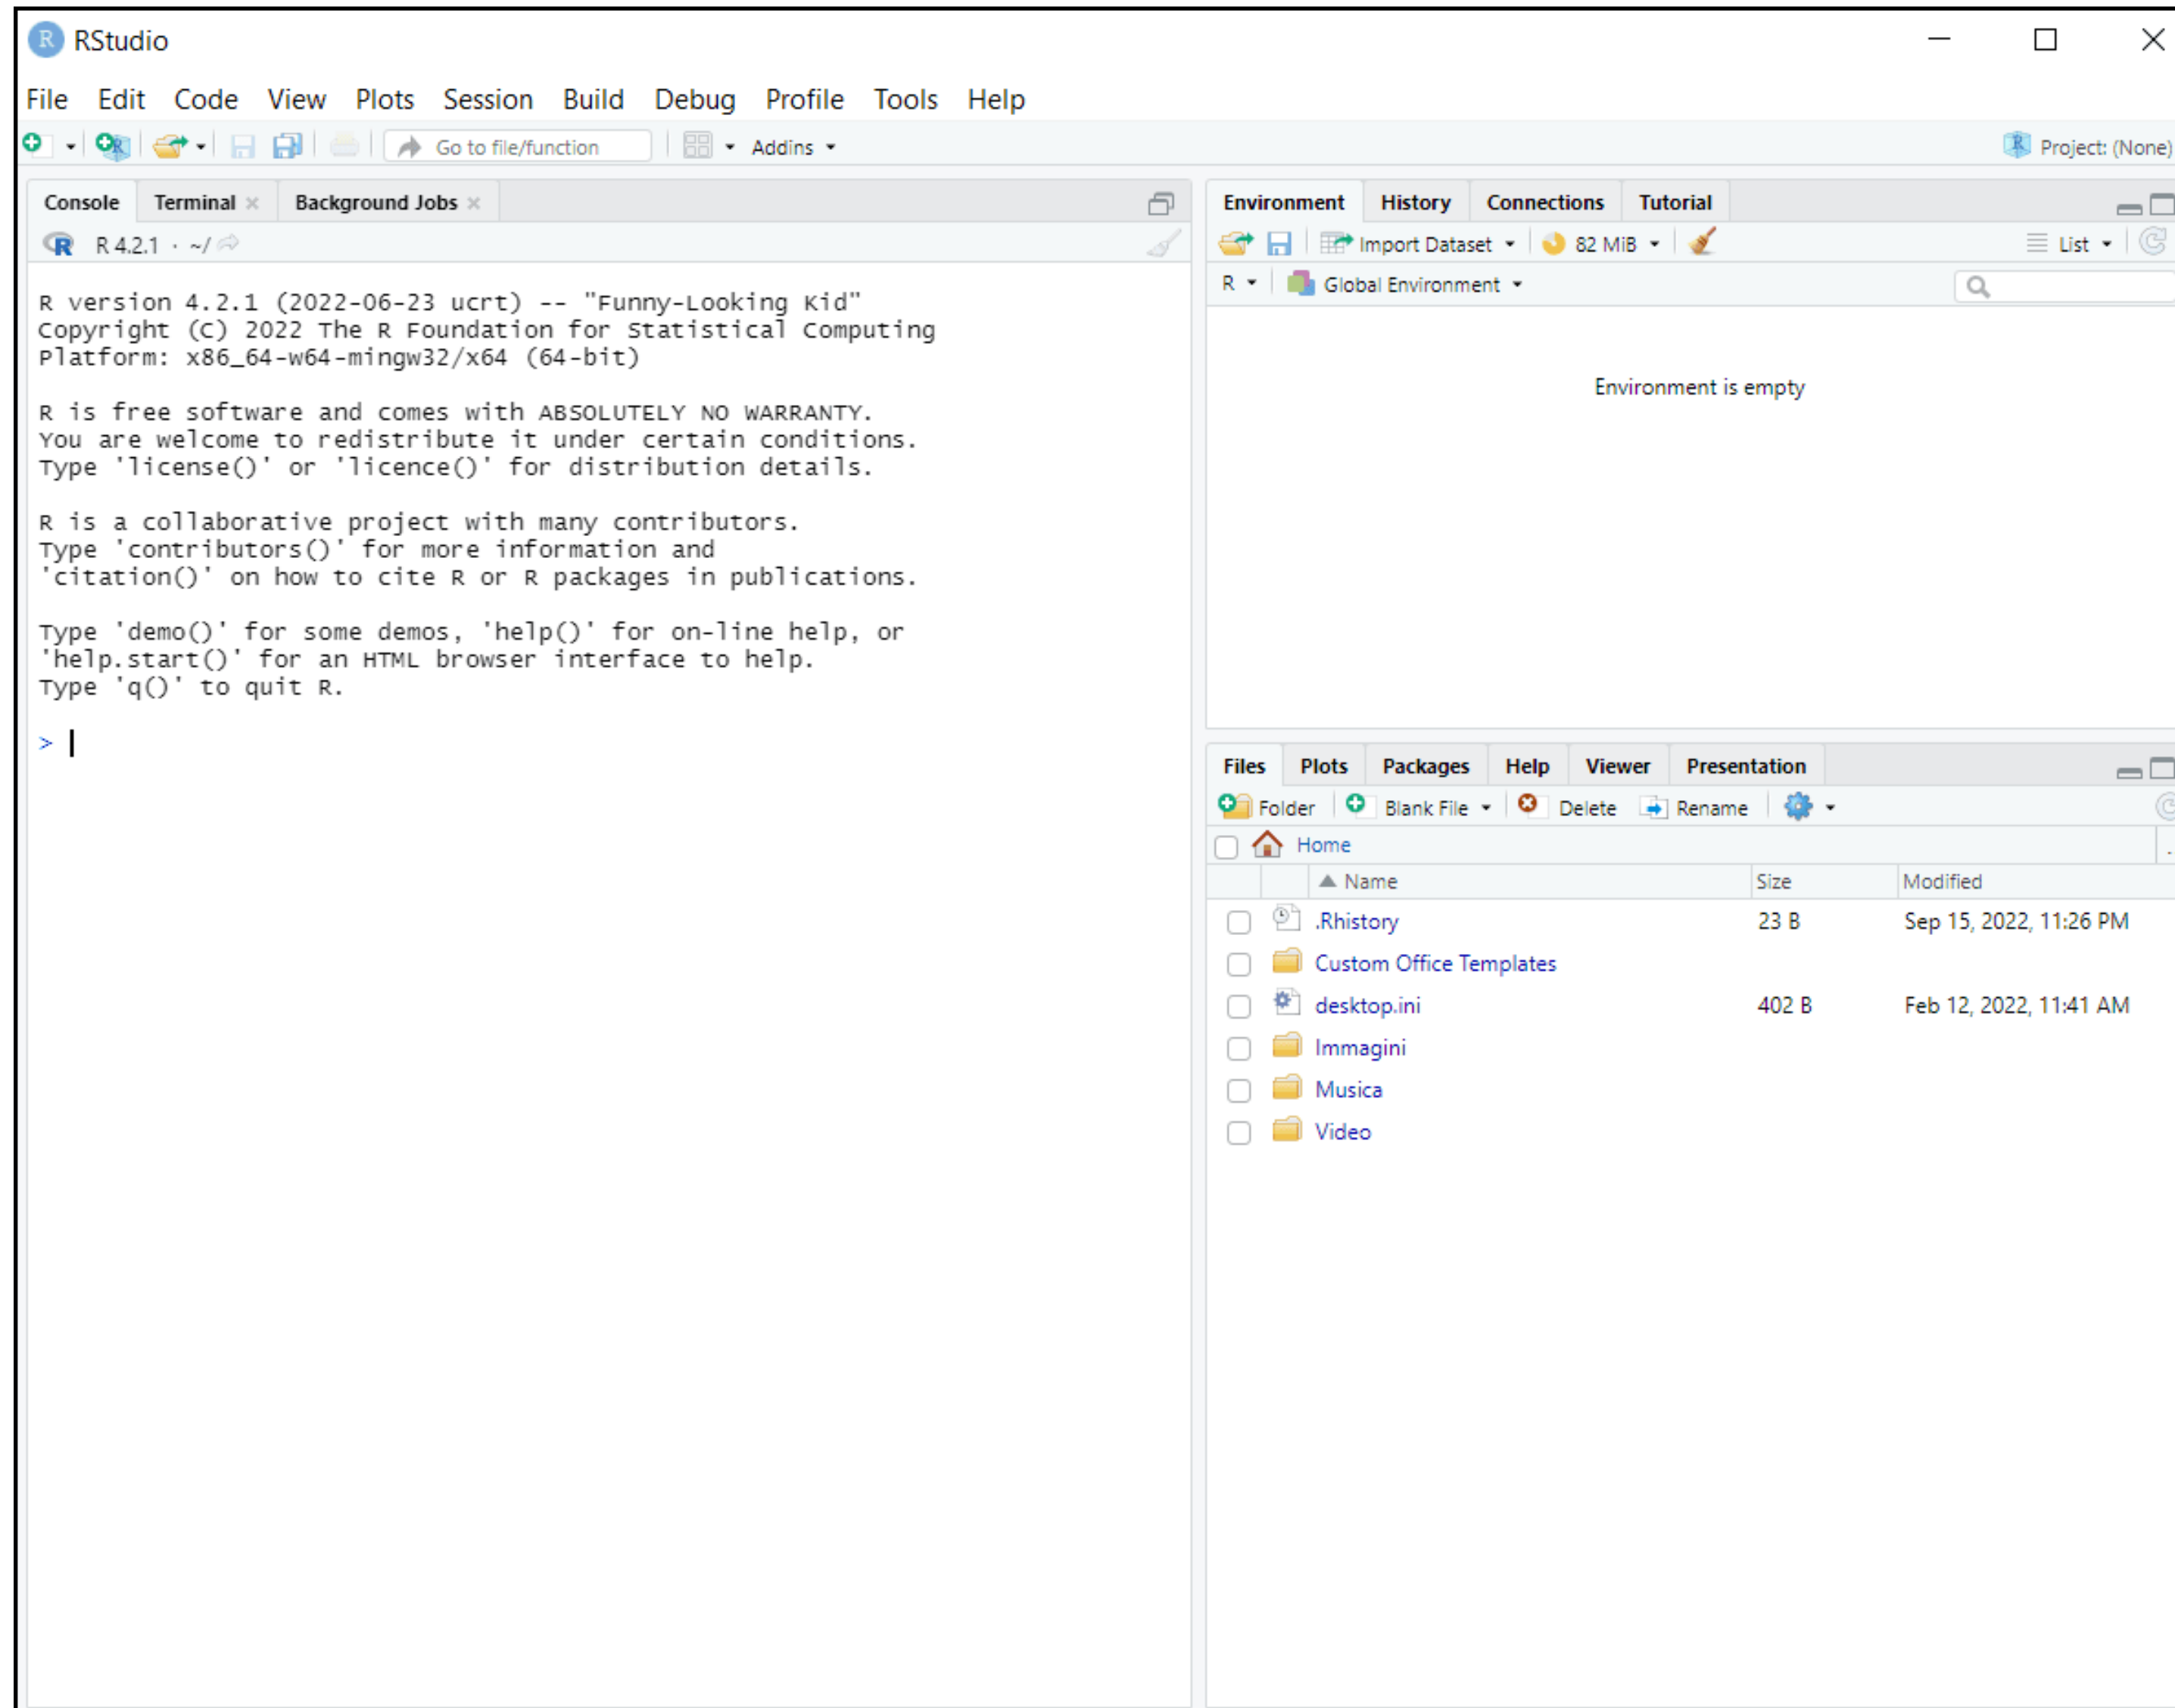 RStudio
File Edit Code View Plots Session Build Debug Profile Tools Help
Go to file/function Addins Project: (None)
Console Terminal Background Jobs
R 4.2.1 · ~/
R version 4.2.1 (2022-06-23 ucrt) -- "Funny-Looking Kid"
Copyright (C) 2022 The R Foundation for Statistical Computing
Platform: x86_64-w64-mingw32/x64 (64-bit)
R is free software and comes with ABSOLUTELY NO WARRANTY.
You are welcome to redistribute it under certain conditions.
Type 'license()' or 'licence()' for distribution details.
R is a collaborative project with many contributors.
Type 'contributors()' for more information and
'citation()' on how to cite R or R packages in publications.
Type 'demo()' for some demos, 'help()' for on-line help, or
'help.start()' for an HTML browser interface to help.
Type 'q()' to quit R.
>
Environment History Connections Tutorial
Import Dataset 82 MiB List
R Global Environment
Environment is empty
Files Plots Packages Help Viewer Presentation
Folder Blank File Delete Rename
Home
Name Size Modified
.Rhistory 23 B Sep 15, 2022, 11:26 PM
Custom Office Templates
desktop.ini 402 B Feb 12, 2022, 11:41 AM
Immagini
Musica
Video